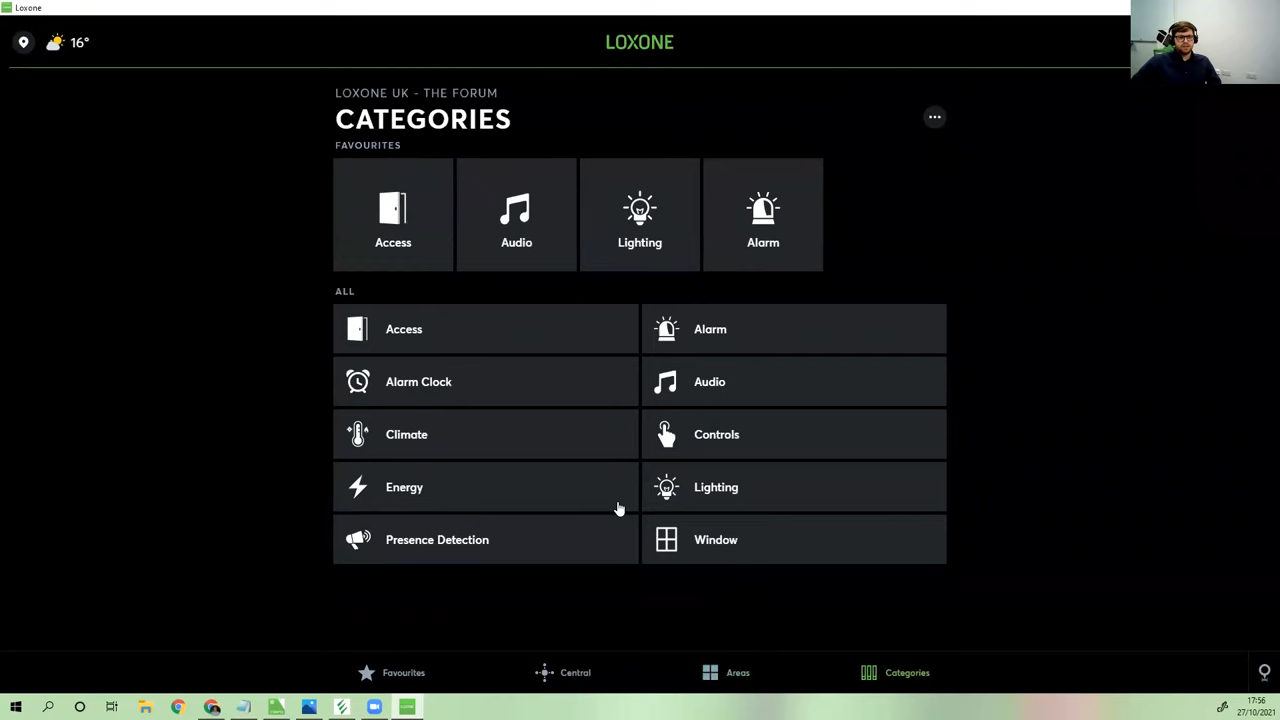 Loxone
16°
LOXONE
LOXONE UK - THE FORUM
CATEGORIES
FAVOURITES
Access
Audio
Lighting
Alarm
ALL
Access
Alarm
Alarm Clock
Audio
Climate
Controls
Energy
Lighting
Presence Detection
Window
Favourites
Central
Areas
Categories
17:56
27/10/2021